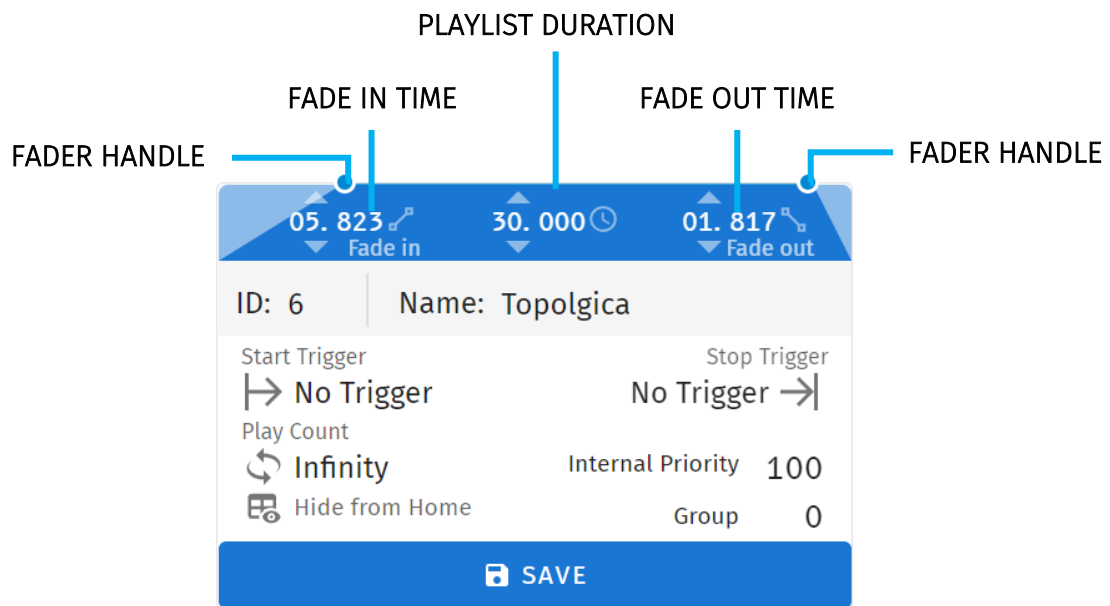 PLAYLIST DURATION
FADE IN TIME
FADE OUT TIME
FADER HANDLE
FADER HANDLE
05. 823
30. 000
01. 817
Fade in
Fade out
ID: 6
Name: Topolgica
Start Trigger
Stop Trigger
No Trigger
No Trigger
Play Count
Infinity
Internal Priority 100
Hide from Home
Group 0
SAVE